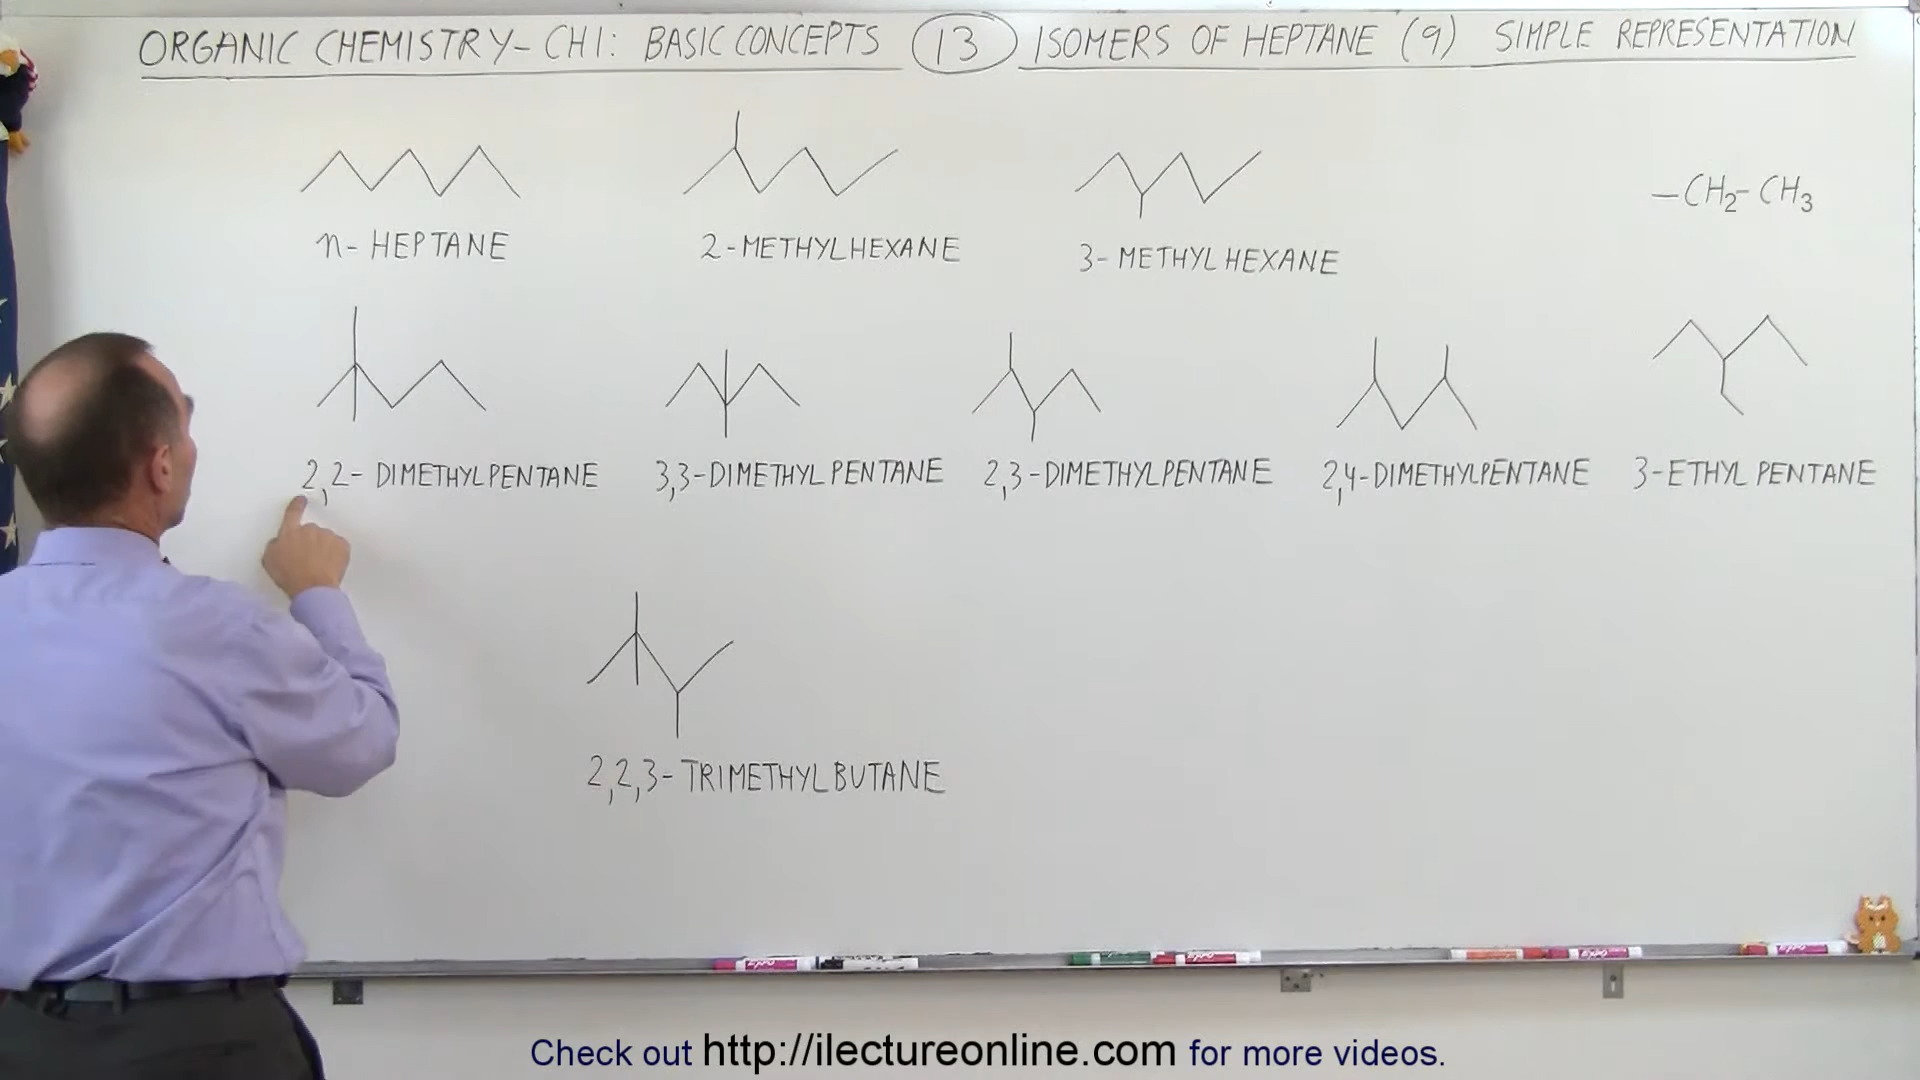 ORGANIC CHEMISTRY- CH1: BASIC CONCEPTS 13 ISOMERS OF HEPTANE (9) SIMPLE REPRESENTATION
—CH2-CH3
n-HEPTANE 2-METHYLHEXANE 3-METHYLHEXANE
2,2-DIMETHYLPENTANE 3,3-DIMETHYLPENTANE 2,3-DIMETHYLPENTANE 2,4-DIMETHYLPENTANE 3-ETHYL PENTANE
2,2,3-TRIMETHYLBUTANE
Check out http://ilectureonline.com for more videos.